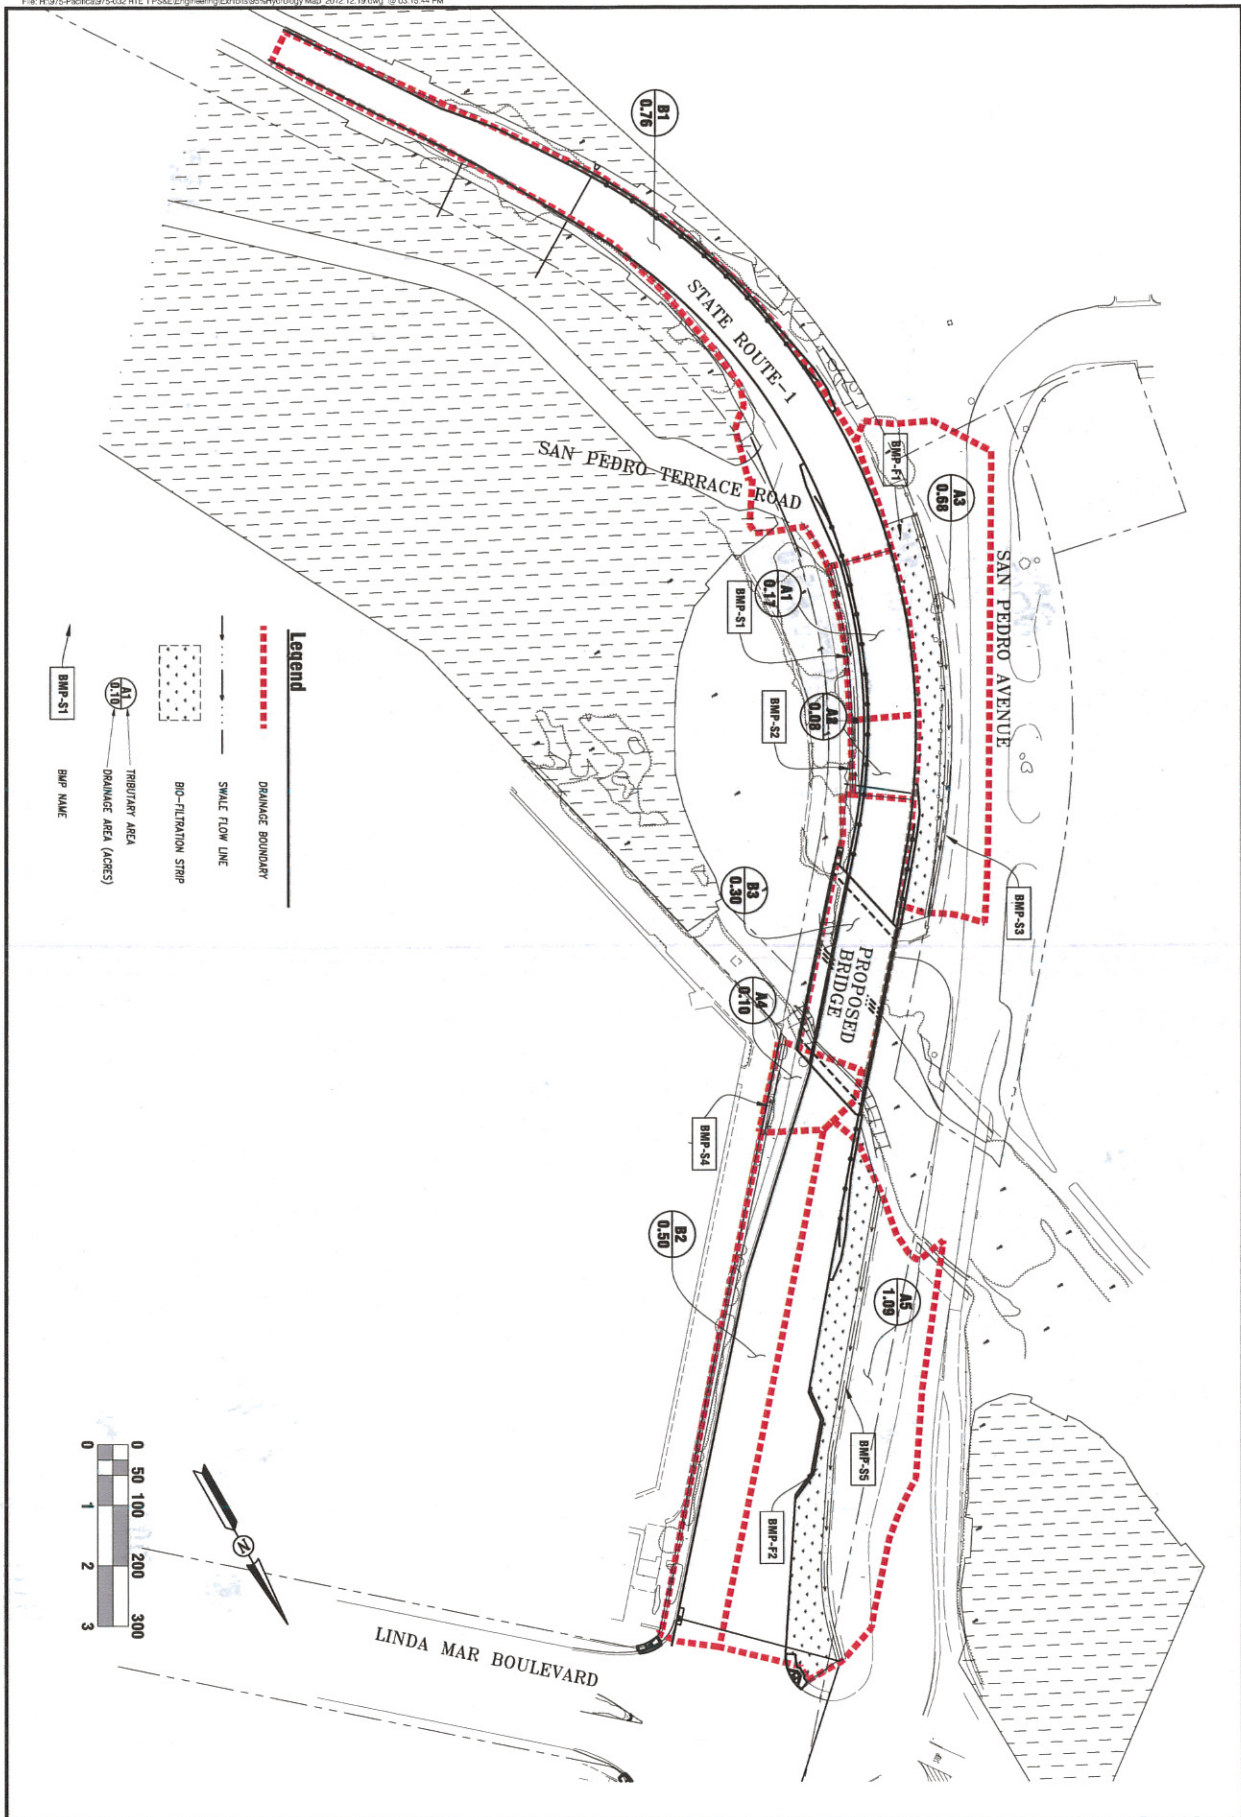 B1
0.76
STATE ROUTE-1
SAN PEDRO TERRACE ROAD
BMP-F1
A3
0.68
SAN PEDRO AVENUE
A1
0.17
BMP-S1
A2
0.08
BMP-S2
BMP-S3
B3
0.30
PROPOSED
BRIDGE
A4
0.10
BMP-S4
B2
0.50
A5
1.09
BMP-S5
BMP-F2
LINDA MAR BOULEVARD
Legend
DRAINAGE BOUNDARY
SWALE FLOW LINE
BIO-FILTRATION STRIP
A1
0.10
TRIBUTARY AREA
DRAINAGE AREA (ACRES)
BMP-S1
BMP NAME
0 50 100 200 300
0 1 2 3
N